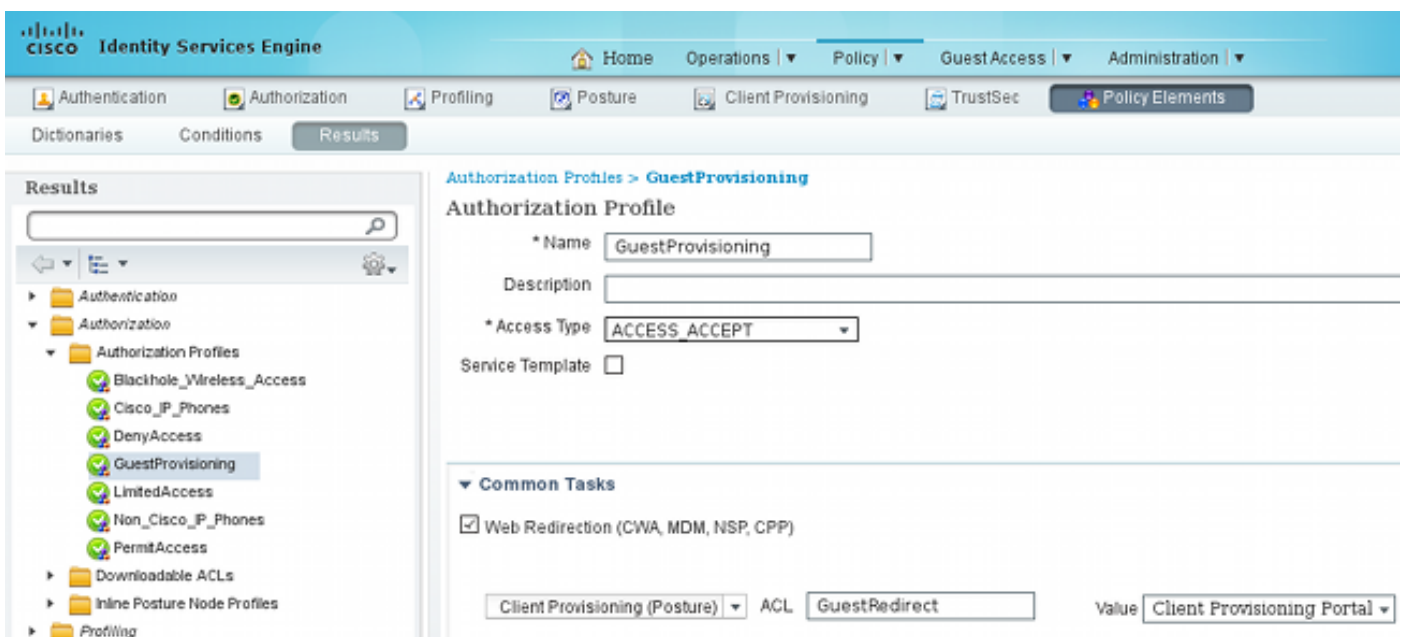 CISCO Identity Services Engine
Home Operations Policy Guest Access Administration
Authentication Authorization Profiling Posture Client Provisioning TrustSec Policy Elements
Dictionaries Conditions Results
Results
Authentication
Authorization
Authorization Profiles
Blackhole_Wireless_Access
Cisco_IP_Phones
DenyAccess
GuestProvisioning
LimitedAccess
Non_Cisco_IP_Phones
PermitAccess
Downloadable ACLs
Inline Posture Node Profiles
Profiling
Authorization Profiles > GuestProvisioning
Authorization Profile
* Name GuestProvisioning
Description
* Access Type ACCESS_ACCEPT
Service Template
Common Tasks
Web Redirection (CWA, MDM, NSP, CPP)
Client Provisioning (Posture) ACL GuestRedirect Value Client Provisioning Portal